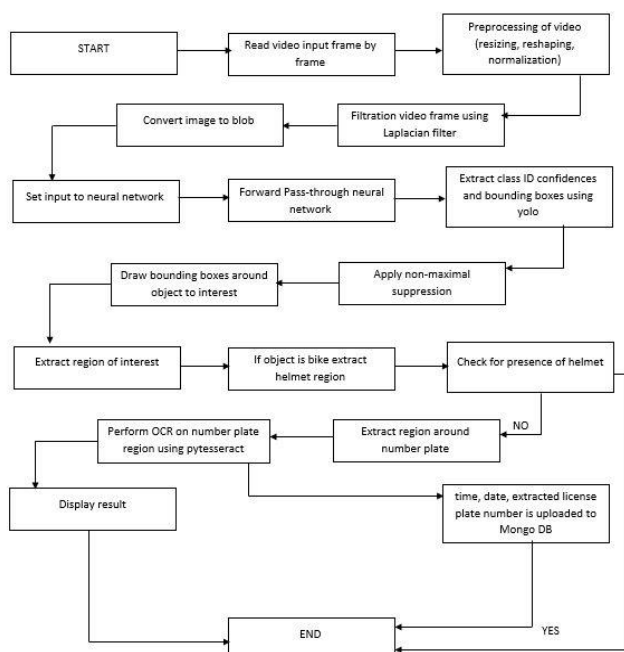 START
Read video input frame by
frame
Preprocessing of video
(resizing, reshaping,
normalization)
Filtration video frame using
Laplacian filter
Convert image to blob
Set input to neural network
Forward Pass-through neural
network
Extract class ID confidences
and bounding boxes using
yolo
Apply non-maximal
suppression
Draw bounding boxes around
object to interest
Extract region of interest
If object is bike extract
helmet region
Check for presence of helmet
NO
Extract region around
number plate
Perform OCR on number plate
region using pytesseract
Display result
time, date, extracted license
plate number is uploaded to
Mongo DB
YES
END